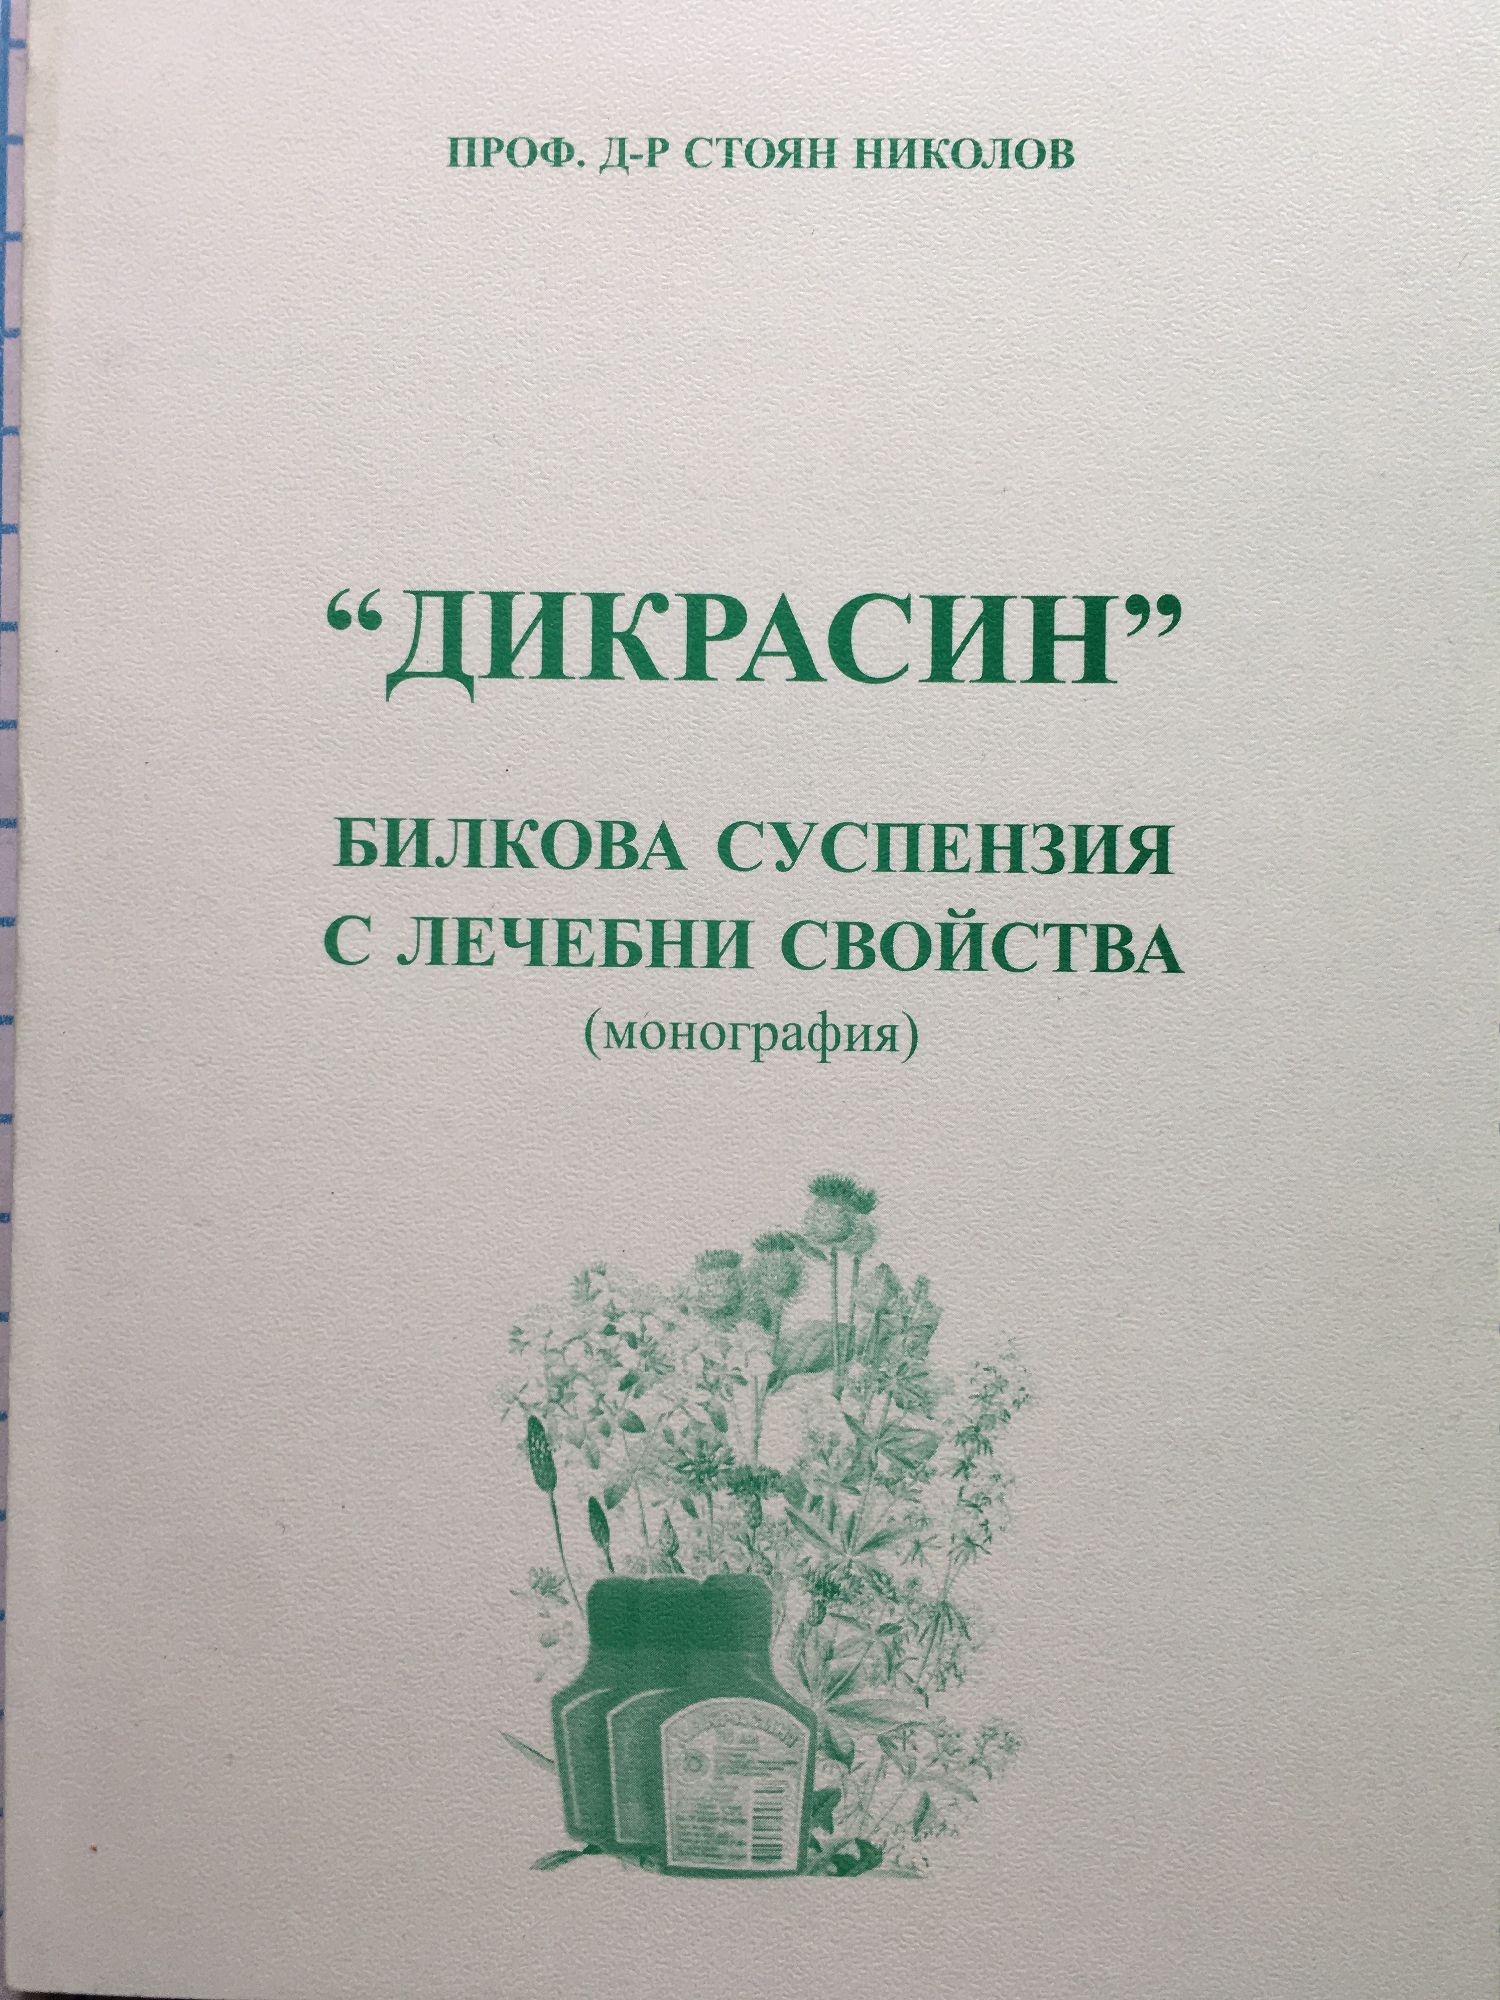 ПРОФ. Д-Р СТОЯН НИКОЛОВ
“ДИКРАСИН”
БИЛКОВА СУСПЕНЗИЯ
С ЛЕЧЕБНИ СВОЙСТВА
(монография)